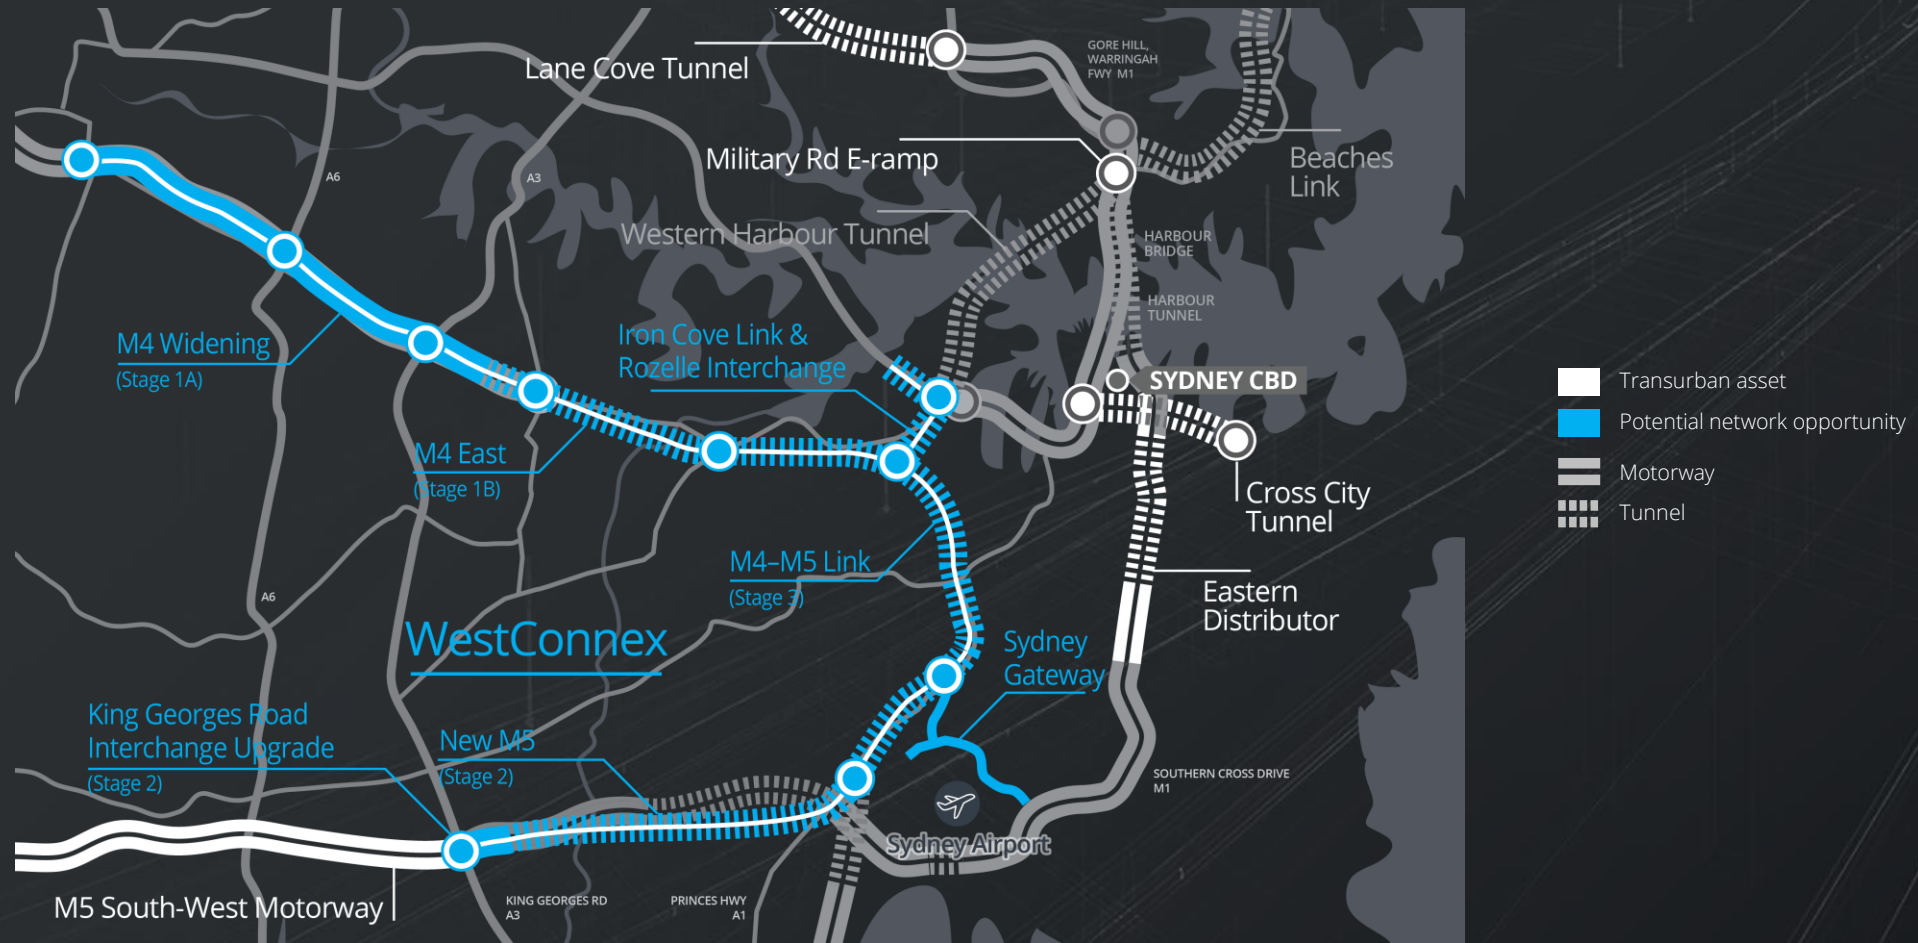 Lane Cove Tunnel
GORE HILL,
WARRINGAH
FWY M1
Military Rd E-ramp
Beaches
Link
A6
A3
Western Harbour Tunnel
HARBOUR
BRIDGE
HARBOUR
TUNNEL
M4 Widening
(Stage 1A)
Iron Cove Link &
Rozelle Interchange
SYDNEY CBD
Transurban asset
Potential network opportunity
Motorway
Tunnel
M4 East
(Stage 1B)
Cross City
Tunnel
M4–M5 Link
(Stage 3)
A6
Eastern
Distributor
WestConnex
Sydney
Gateway
King Georges Road
Interchange Upgrade
(Stage 2)
New M5
(Stage 2)
SOUTHERN CROSS DRIVE
M1
Sydney Airport
M5 South-West Motorway
KING GEORGES RD
A3
PRINCES HWY
A1